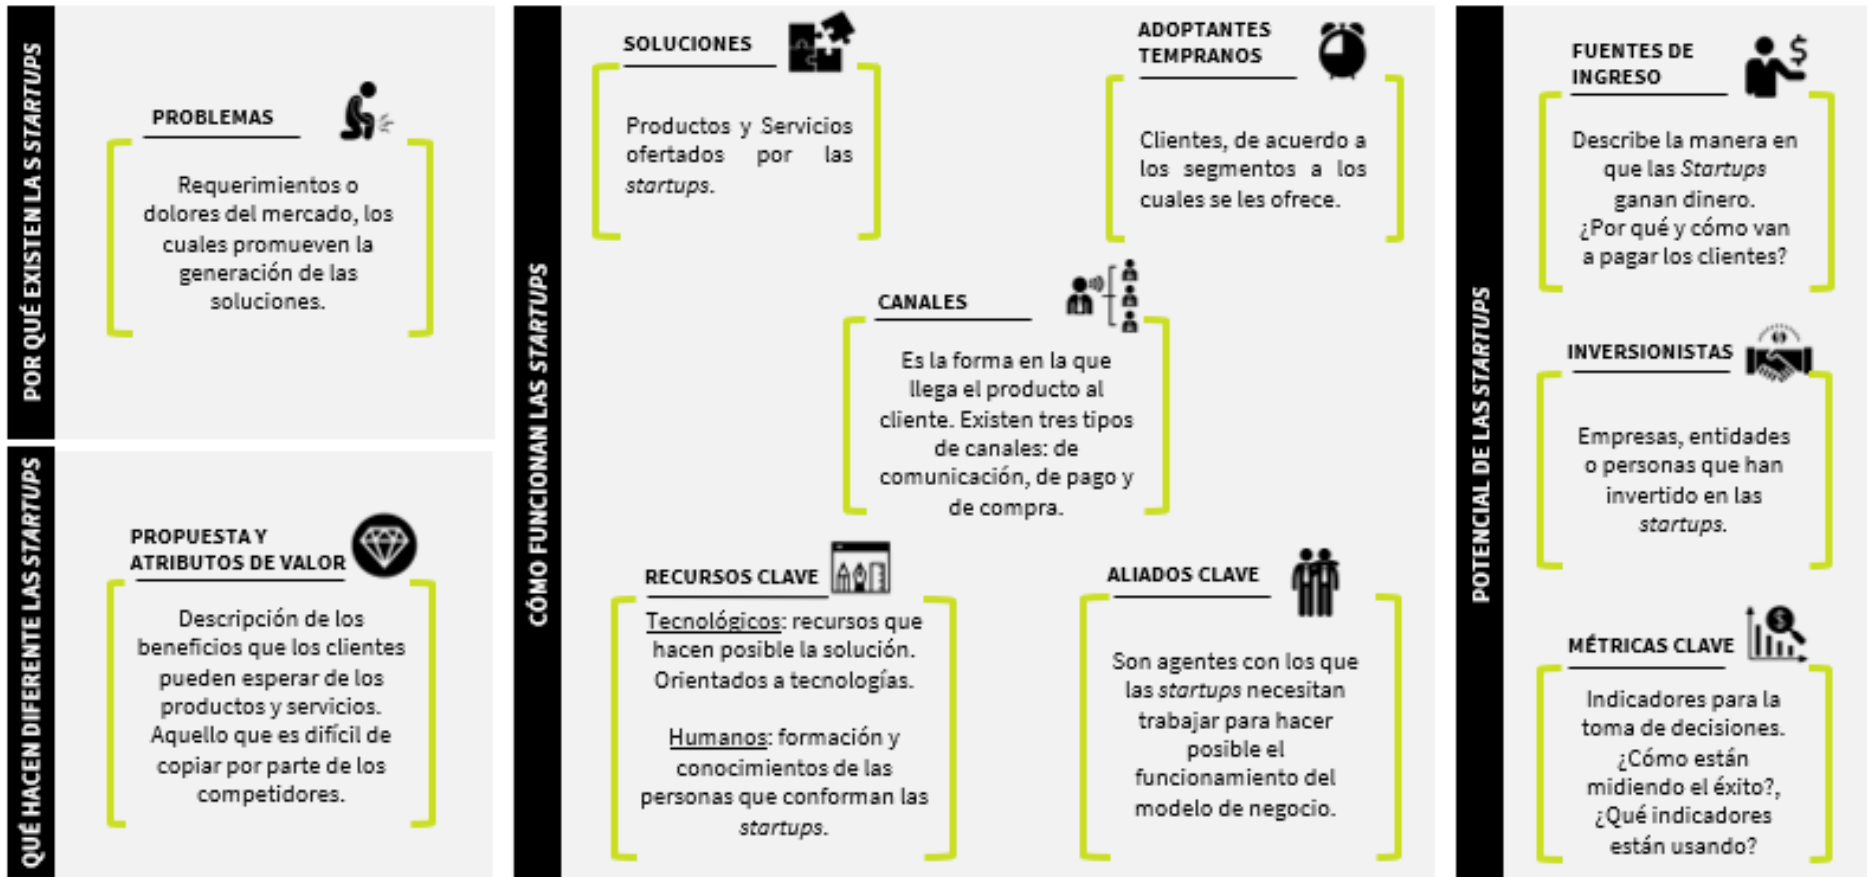 POR QUÉ EXISTEN LA S STARTUPS
PROBLEMAS
Requerimientos o
dolores del mercado, los
cuales promueven la
generación de las
soluciones.
QUÉ HACEN DIFERENTE LAS STARTUPS
PROPUESTA Y
ATRIBUTOS DE VALOR
Descripción de los
beneficios que los clientes
pueden esperar de los
productos y servicios.
Aquello que es difícil de
copiar por parte de los
competidores.
CÓMO FUNCIONAN LAS STARTUPS
SOLUCIONES
Productos y Servicios
ofertados por las
startups.
ADOPTANTES
TEMPRANOS
Clientes, de acuerdo a
los segmentos a los
cuales se les ofrece.
CANALES
Es la forma en la que
llega el producto al
cliente. Existen tres tipos
de canales: de
comunicación, de pago y
de compra.
RECURSOS CLAVE
Tecnológicos: recursos que
hacen posible la solución.
Orientados a tecnologías.
Humanos: formación y
conocimientos de las
personas que conforman las
startups.
ALIADOS CLAVE
Son agentes con los que
las startups necesitan
trabajar para hacer
posible el
funcionamiento del
modelo de negocio.
POTENCIAL DE LAS STARTUPS
FUENTES DE
INGRESO
$
Describe la manera en
que las Startups
ganan dinero.
¿Por qué y cómo van
a pagar los clientes?
INVERSIONISTAS
Empresas, entidades
o personas que han
invertido en las
startups.
MÉTRICAS CLAVE
$
Indicadores para la
toma de decisiones.
¿Cómo están
midiendo el éxito?,
¿Qué indicadores
están usando?